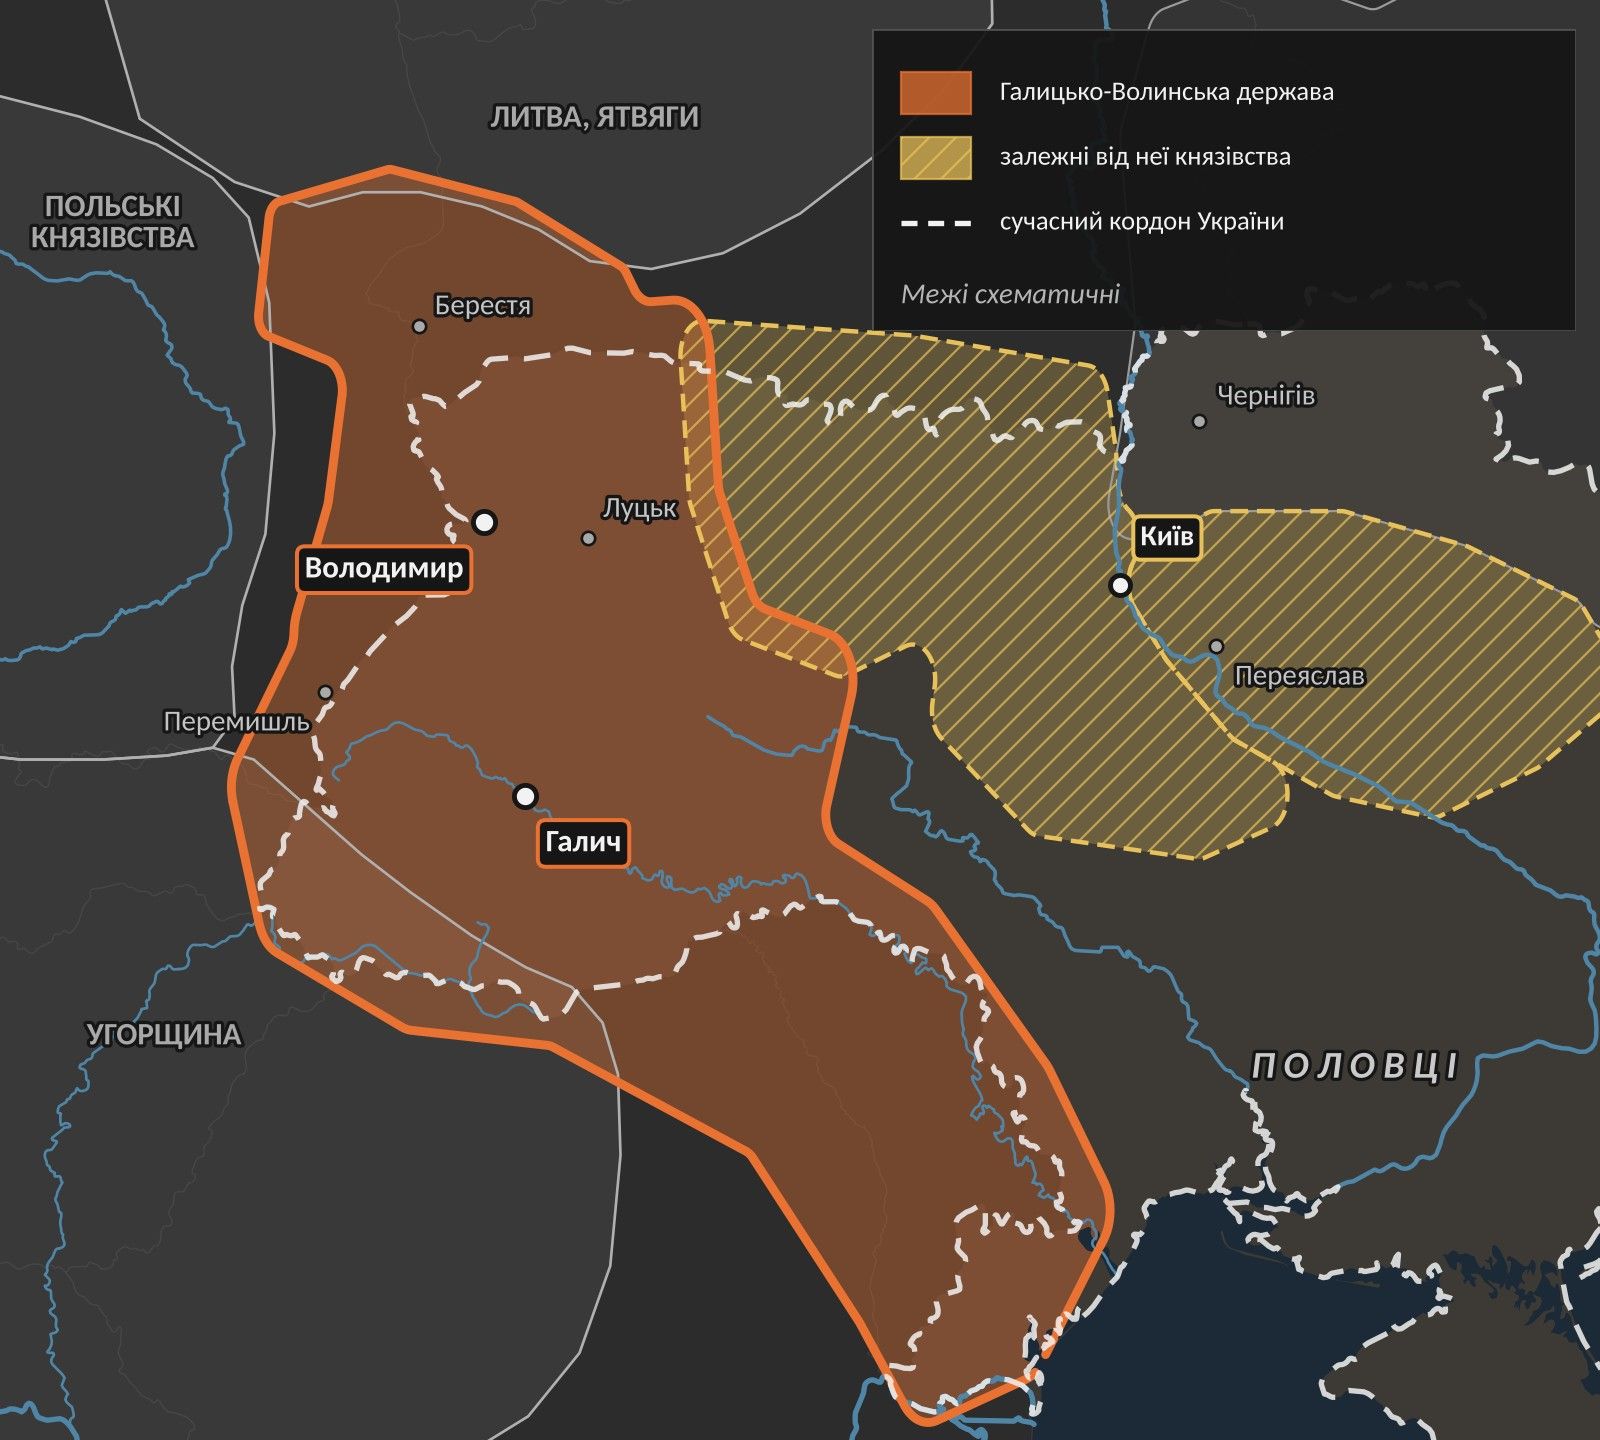 Галицько-Волинська держава
залежні від неї князівства
сучасний кордон України
Межі схематичні
ЛИТВА, ЯТВЯГИ
ПОЛЬСЬКІ
КНЯЗІВСТВА
Берестя
Чернігів
Луцьк
Київ
Володимир
Переяслав
Перемишль
Галич
УГОРЩИНА
ПОЛОВЦІ